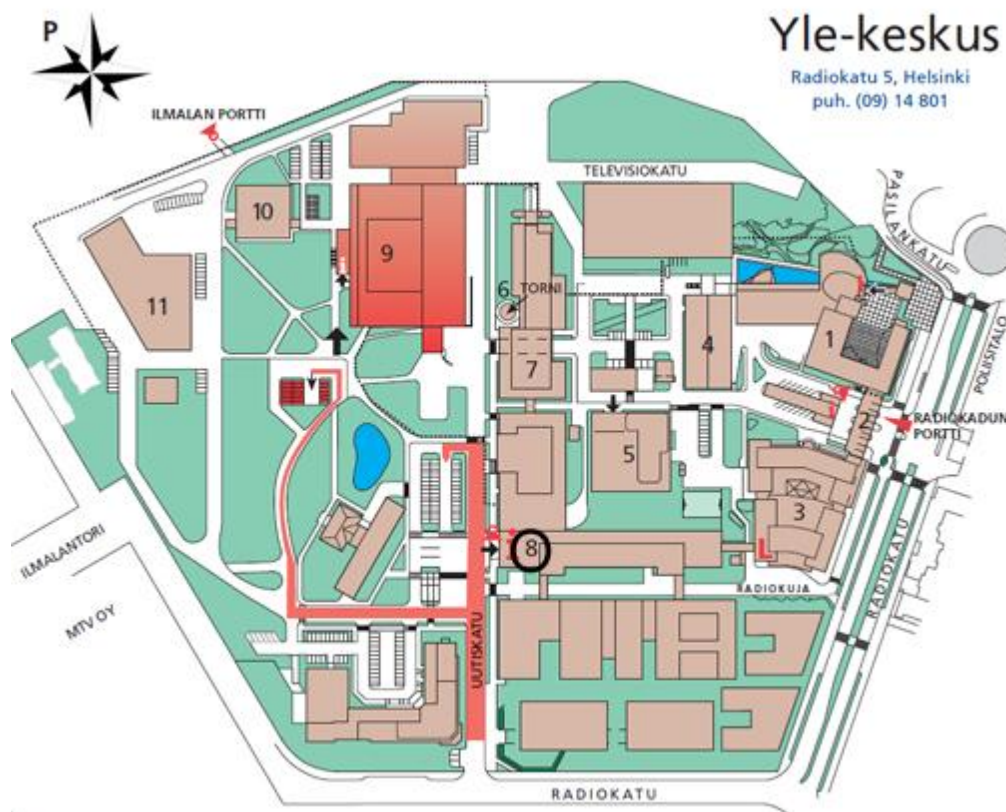 P
Yle-keskus
Radiokatu 5, Helsinki
puh. (09) 14 801
ILMALAN PORTTI
TELEVISIOKATU
PASILANKATU
10
9
11
6
TORNI
7
4
1
POLIISITALO
2
RADIOKADUN
PORTTI
5
3
8
ILMALANTORI
MTV OY
UUTISKATU
RADIOKUJA
RADIOKATU
RADIOKATU